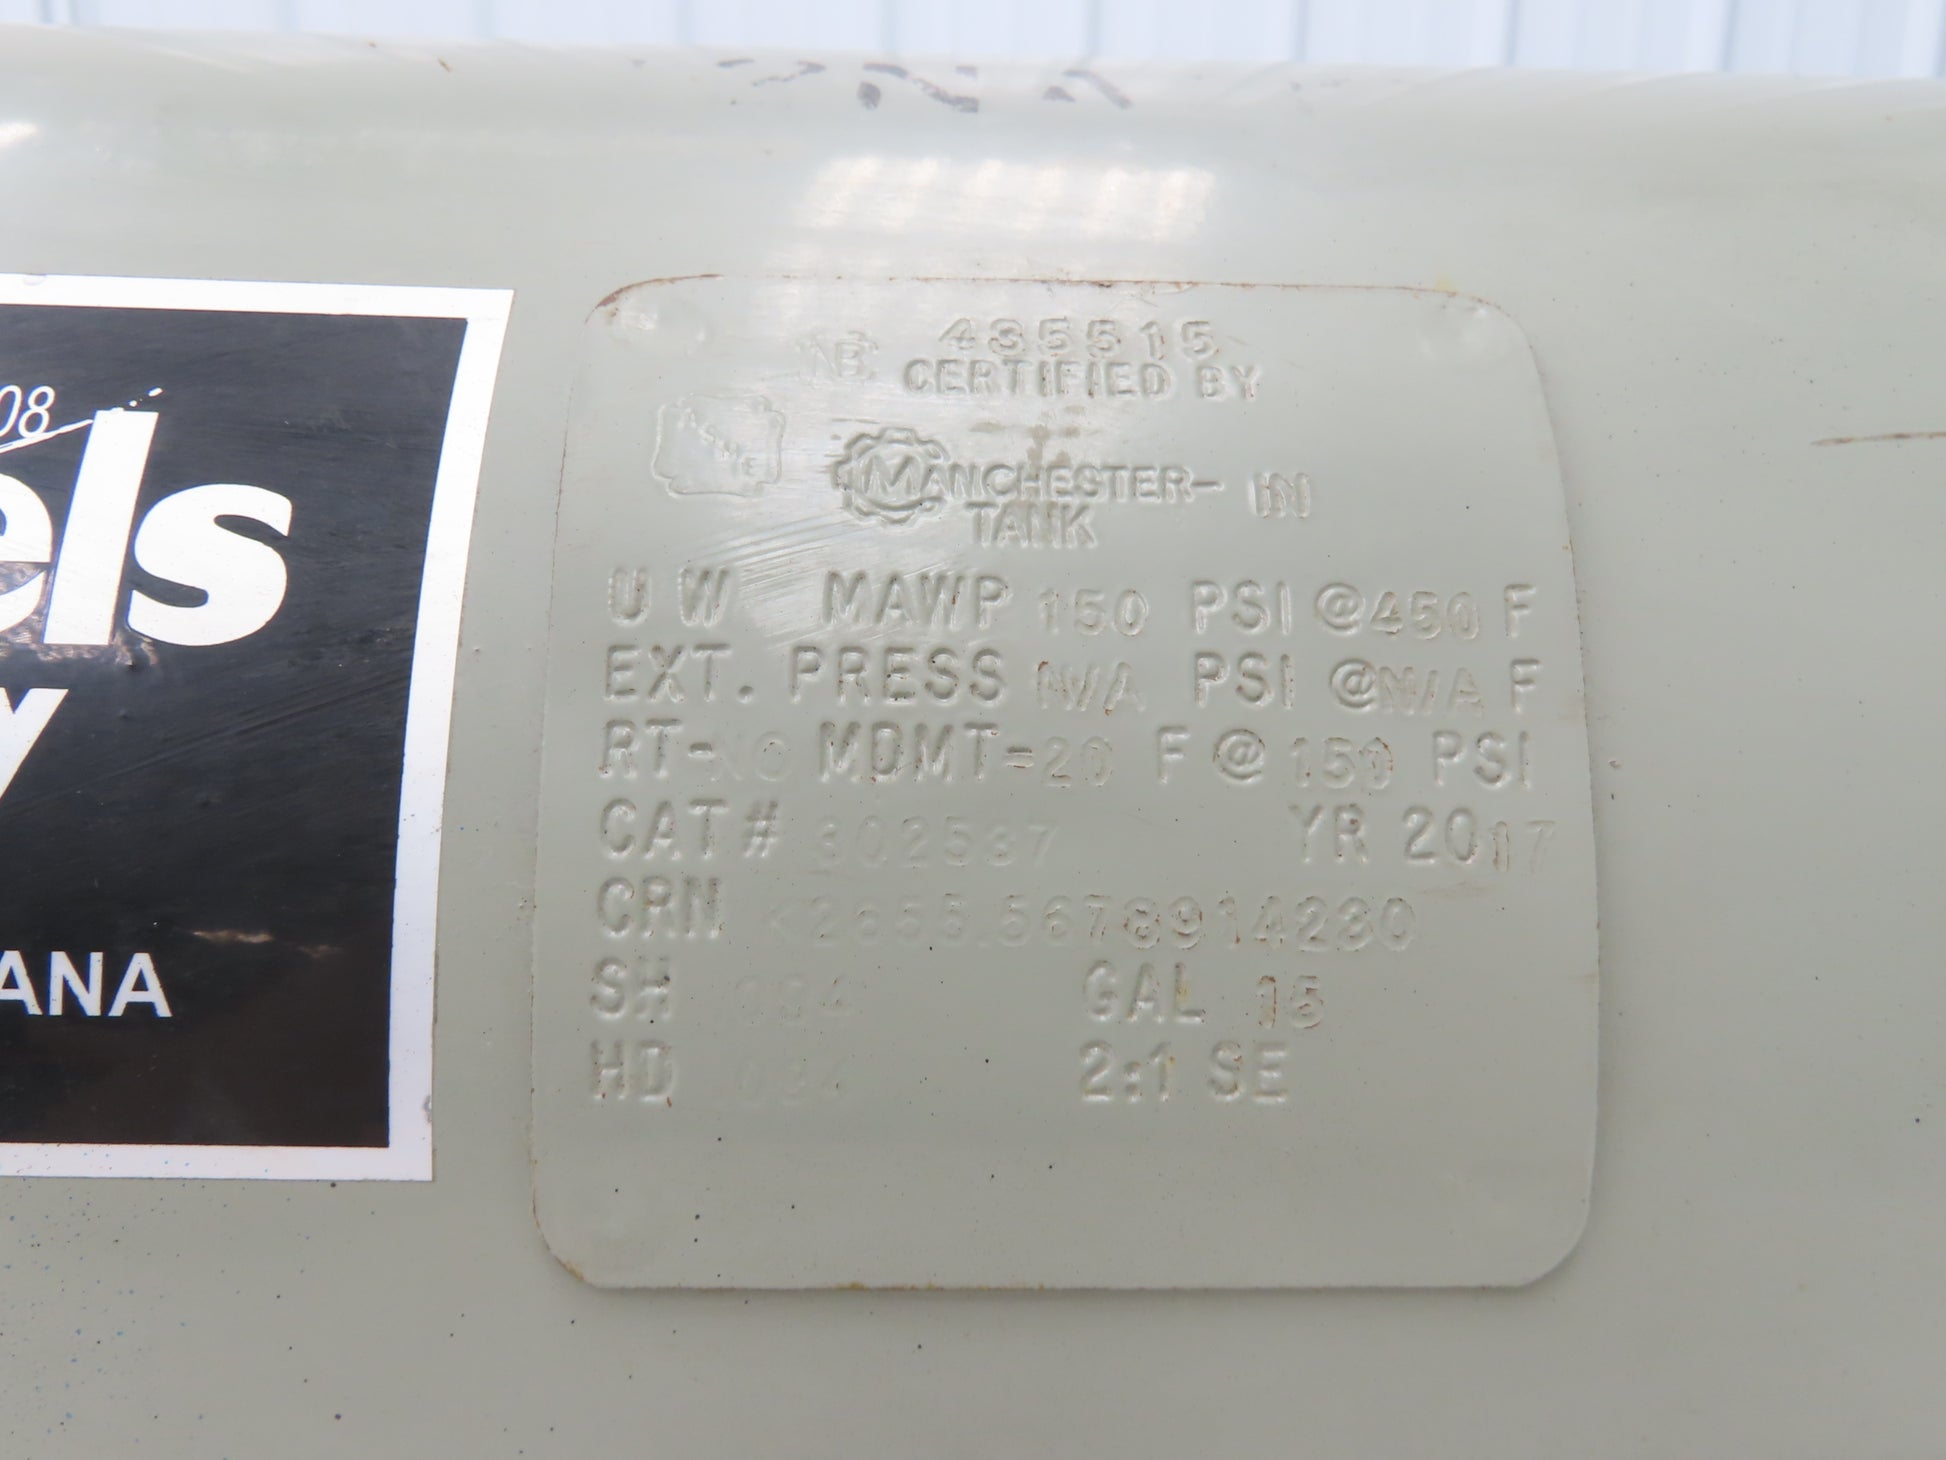 08
els
y
ANA
NB 435515
CERTIFIED BY
ASME
MANCHESTER- IN
TANK
U W MAWP 150 PSI @450 F
EXT. PRESS N/A PSI @N/A F
RT-NO MDMT=20 F @ 150 PSI
CAT# 302537 YR 2017
CRN K2655.5678914230
SH GAL 15
HD 2:1 SE